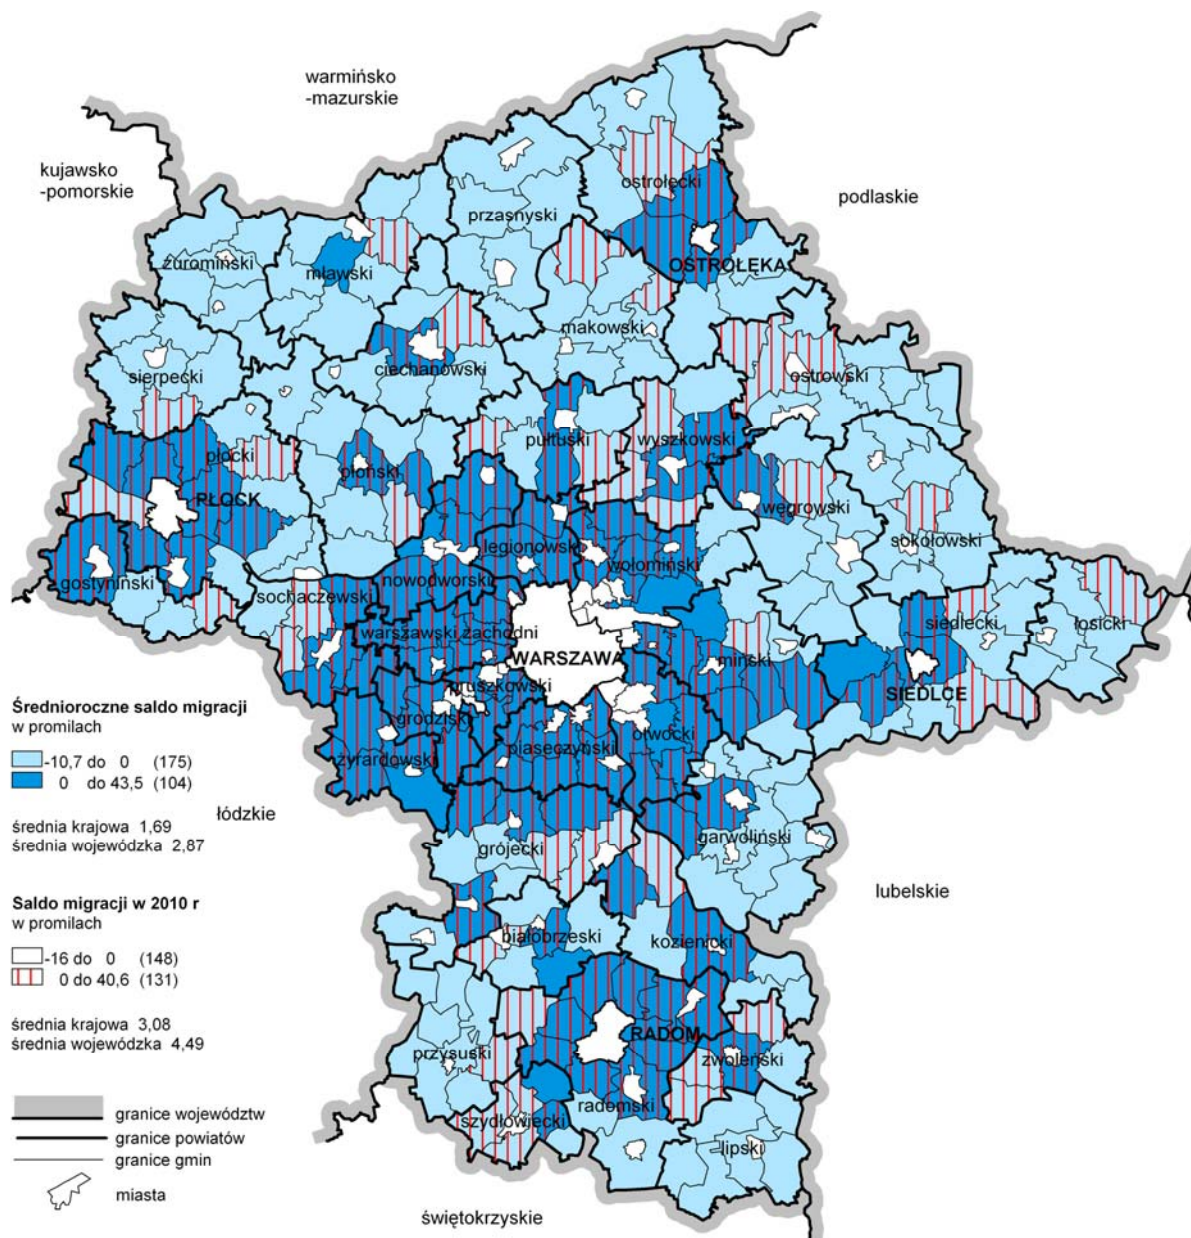 warmińsko
-mazurskie
kujawsko
-pomorskie
podlaskie
ostrołęcki
przasnyski
OSTROŁĘKA
żuromiński
mławski
makowski
ciechanowski
sierpecki
ostrowski
pułtuski
wyszkowski
płocki
płoński
PŁOCK
węgrowski
sokołowski
legionowski
wołomiński
nowodworski
gostyniński
sochaczewski
siedlecki
łosicki
warszawski zachodni
WARSZAWA
miński
pruszkowski
SIEDLCE
grodziski
otwocki
piaseczyński
żyrardowski
Średnioroczne saldo migracji
w promilach
-10,7 do 0 (175)
0 do 43,5 (104)
łódzkie
średnia krajowa 1,69
średnia wojewódzka 2,87
garwoliński
grójecki
lubelskie
Saldo migracji w 2010 r
w promilach
-16 do 0 (148)
0 do 40,6 (131)
białobrzeski
kozienicki
średnia krajowa 3,08
średnia wojewódzka 4,49
RADOM
przysuski
zwoleński
radomski
szydłowiecki
lipski
granice województw
granice powiatów
granice gmin
miasta
świętokrzyskie